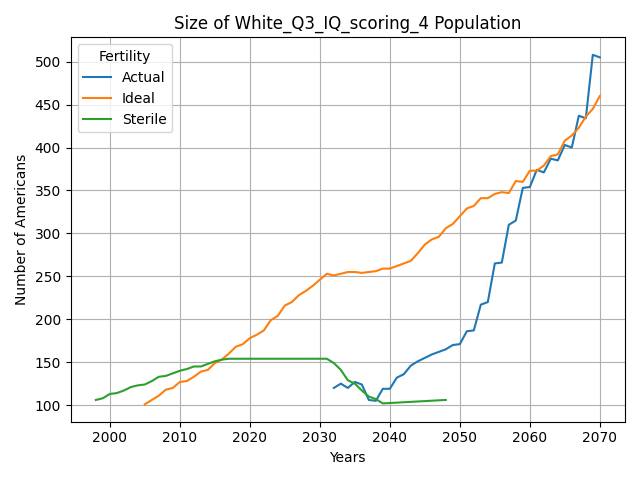 Size of White_Q3_IQ_scoring_4 Population
Fertility
Actual
Ideal
Sterile
Number of Americans
500
450
400
350
300
250
200
150
100
2000 2010 2020 2030 2040 2050 2060 2070
Years